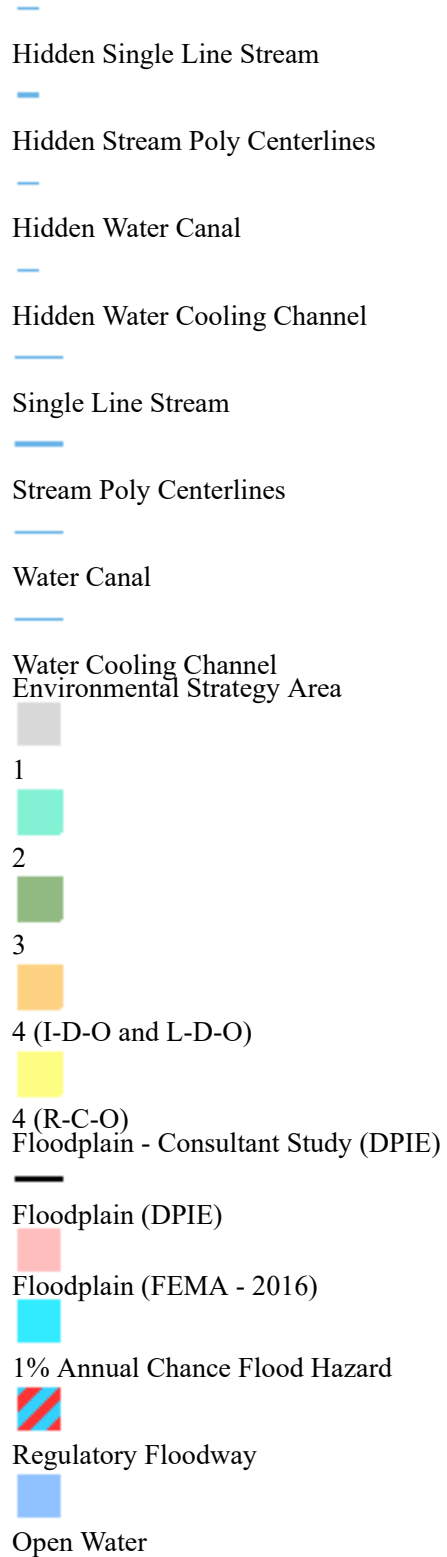 Hidden Single Line Stream
Hidden Stream Poly Centerlines
Hidden Water Canal
Hidden Water Cooling Channel
Single Line Stream
Stream Poly Centerlines
Water Canal
Water Cooling Channel
Environmental Strategy Area
1
2
3
4 (I-D-O and L-D-O)
4 (R-C-O)
Floodplain - Consultant Study (DPIE)
Floodplain (DPIE)
Floodplain (FEMA - 2016)
1% Annual Chance Flood Hazard
Regulatory Floodway
Open Water